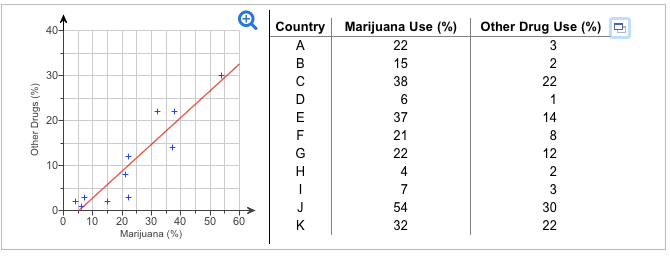 Other Drugs (%)
40
30
20
10
0
0 10 20 30 40 50 60
Marijuana (%)
Country Marijuana Use (%) Other Drug Use (%)
A 22 3
B 15 2
C 38 22
D 6 1
E 37 14
F 21 8
G 22 12
H 4 2
I 7 3
J 54 30
K 32 22